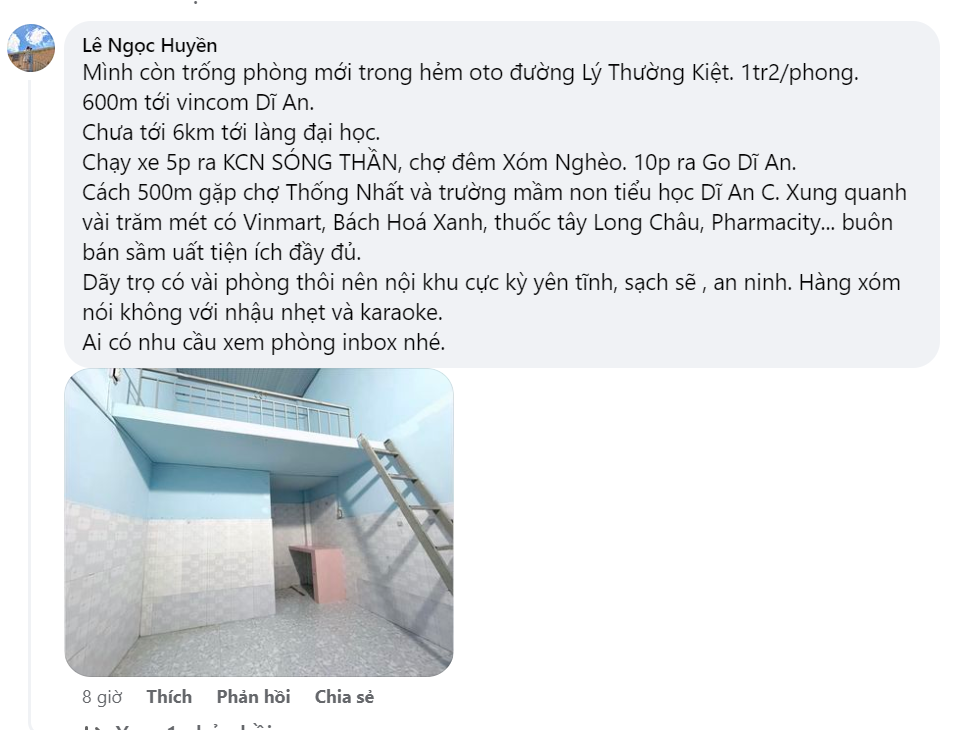 Lê Ngọc Huyền
Mình còn trống phòng mới trong hẻm oto đường Lý Thường Kiệt. 1tr2/phong.
600m tới vincom Dĩ An.
Chưa tới 6km tới làng đại học.
Chạy xe 5p ra KCN SÓNG THẦN, chợ đêm Xóm Nghèo. 10p ra Go Dĩ An.
Cách 500m gặp chợ Thống Nhất và trường mầm non tiểu học Dĩ An C. Xung quanh
vài trăm mét có Vinmart, Bách Hoá Xanh, thuốc tây Long Châu, Pharmacity... buôn
bán sầm uất tiện ích đầy đủ.
Dãy trọ có vài phòng thôi nên nội khu cực kỳ yên tĩnh, sạch sẽ , an ninh. Hàng xóm
nói không với nhậu nhẹt và karaoke.
Ai có nhu cầu xem phòng inbox nhé.
8 giờ Thích Phản hồi Chia sẻ